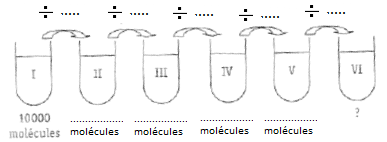 ÷ ..... ÷ ..... ÷ ..... ÷ ..... ÷ .....
I II III IV V VI
10000 ..................... ..................... ..................... ..................... ?
molécules molécules molécules molécules molécules